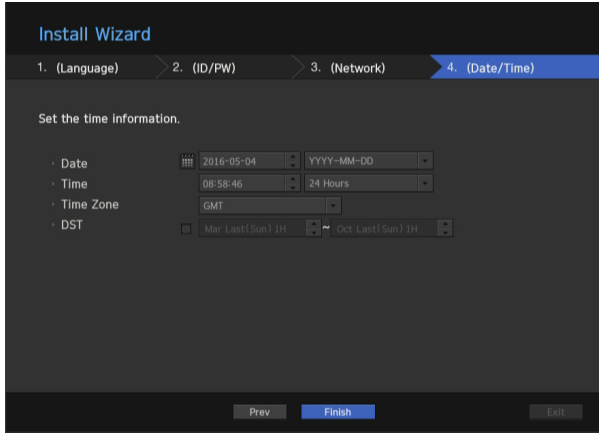 Install Wizard
1. (Language) 2. (ID/PW) 3. (Network) 4. (Date/Time)
Set the time information.
· Date 2016-05-04 YYYY-MM-DD
· Time 08:58:46 24 Hours
· Time Zone GMT
· DST Mar Last(Sun) 1H ~ Oct Last(Sun) 1H
Prev Finish Exit